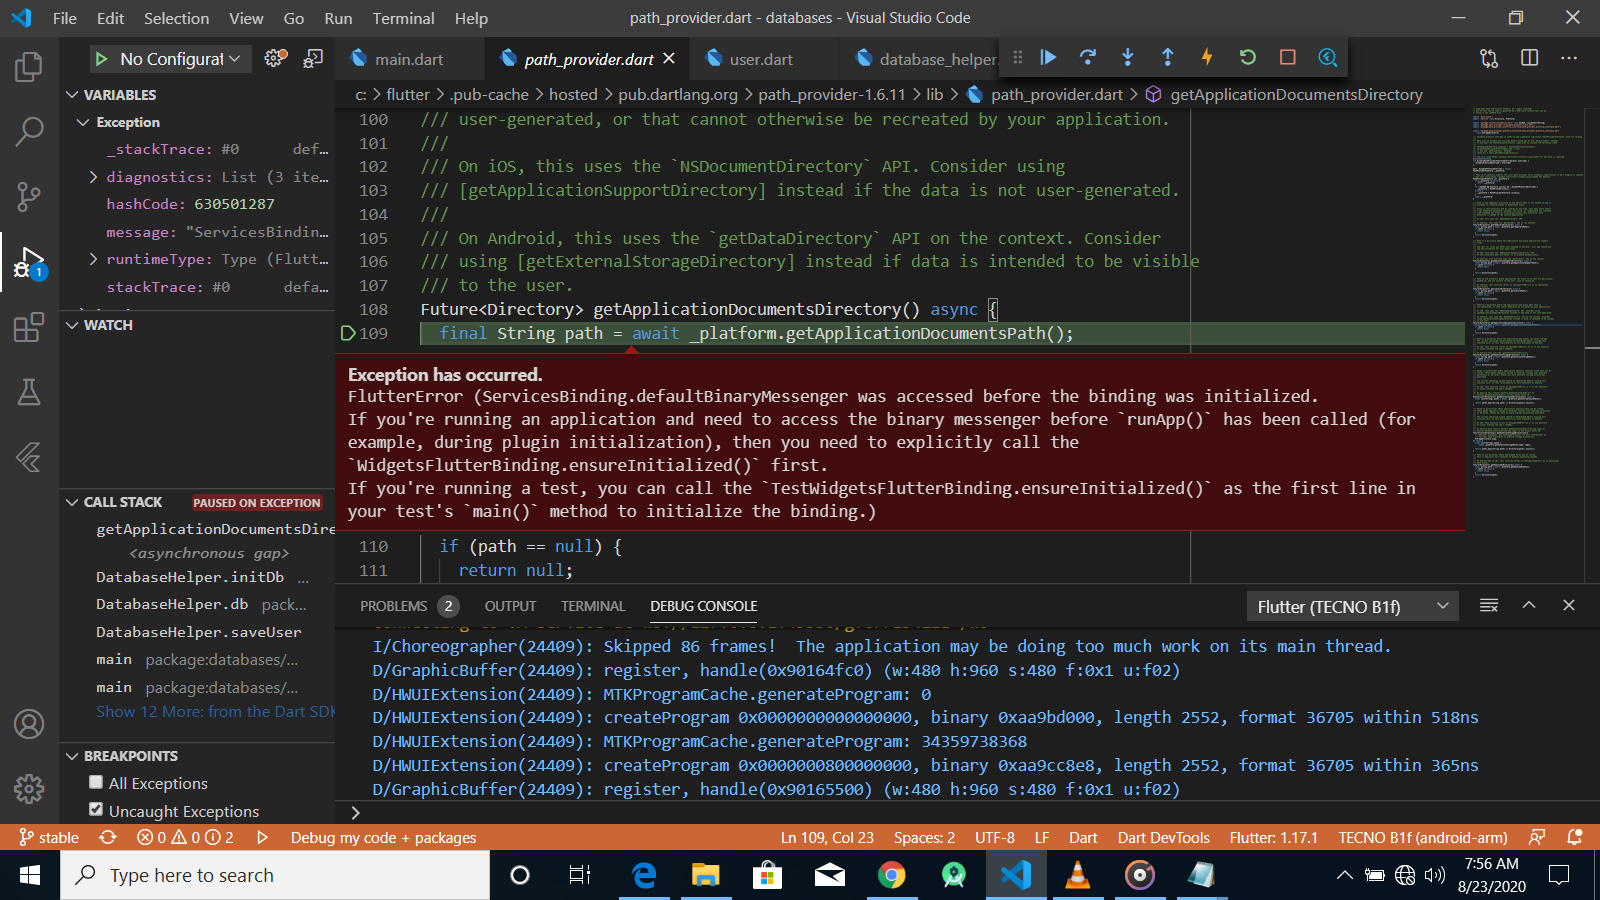 File Edit Selection View Go Run Terminal Help
path_provider.dart - databases - Visual Studio Code
No Configurat
main.dart
path_provider.dart
user.dart
database_helper.
c: > flutter > .pub-cache > hosted > pub.dartlang.org > path_provider-1.6.11 > lib > path_provider.dart > getApplicationDocumentsDirectory
VARIABLES
Exception
_stackTrace: #0 def…
diagnostics: List (3 ite…
hashCode: 630501287
message: "ServicesBindin…
runtimeType: Type (Flutt…
stackTrace: #0 defa…
WATCH
CALL STACK PAUSED ON EXCEPTION
getApplicationDocumentsDire
<asynchronous gap>
DatabaseHelper.initDb …
DatabaseHelper.db pack…
DatabaseHelper.saveUser
main package:databases/…
main package:databases/…
Show 12 More: from the Dart SDK
BREAKPOINTS
All Exceptions
Uncaught Exceptions
1
100 /// user-generated, or that cannot otherwise be recreated by your application.
101 ///
102 /// On iOS, this uses the `NSDocumentDirectory` API. Consider using
103 /// [getApplicationSupportDirectory] instead if the data is not user-generated.
104 ///
105 /// On Android, this uses the `getDataDirectory` API on the context. Consider
106 /// using [getExternalStorageDirectory] instead if data is intended to be visible
107 /// to the user.
108 Future<Directory> getApplicationDocumentsDirectory() async {
109 final String path = await _platform.getApplicationDocumentsPath();
Exception has occurred.
FlutterError (ServicesBinding.defaultBinaryMessenger was accessed before the binding was initialized.
If you're running an application and need to access the binary messenger before `runApp()` has been called (for
example, during plugin initialization), then you need to explicitly call the
`WidgetsFlutterBinding.ensureInitialized()` first.
If you're running a test, you can call the `TestWidgetsFlutterBinding.ensureInitialized()` as the first line in
your test's `main()` method to initialize the binding.)
110 if (path == null) {
111 return null;
PROBLEMS 2 OUTPUT TERMINAL DEBUG CONSOLE
Flutter (TECNO B1f)
I/Choreographer(24409): Skipped 86 frames! The application may be doing too much work on its main thread.
D/GraphicBuffer(24409): register, handle(0x90164fc0) (w:480 h:960 s:480 f:0x1 u:f02)
D/HWUIExtension(24409): MTKProgramCache.generateProgram: 0
D/HWUIExtension(24409): createProgram 0x0000000000000000, binary 0xaa9bd000, length 2552, format 36705 within 518ns
D/HWUIExtension(24409): MTKProgramCache.generateProgram: 34359738368
D/HWUIExtension(24409): createProgram 0x0000000800000000, binary 0xaa9cc8e8, length 2552, format 36705 within 365ns
D/GraphicBuffer(24409): register, handle(0x90165500) (w:480 h:960 s:480 f:0x1 u:f02)
stable 0 0 2 Debug my code + packages
Ln 109, Col 23 Spaces: 2 UTF-8 LF Dart Dart DevTools Flutter: 1.17.1 TECNO B1f (android-arm)
Type here to search
7:56 AM
8/23/2020